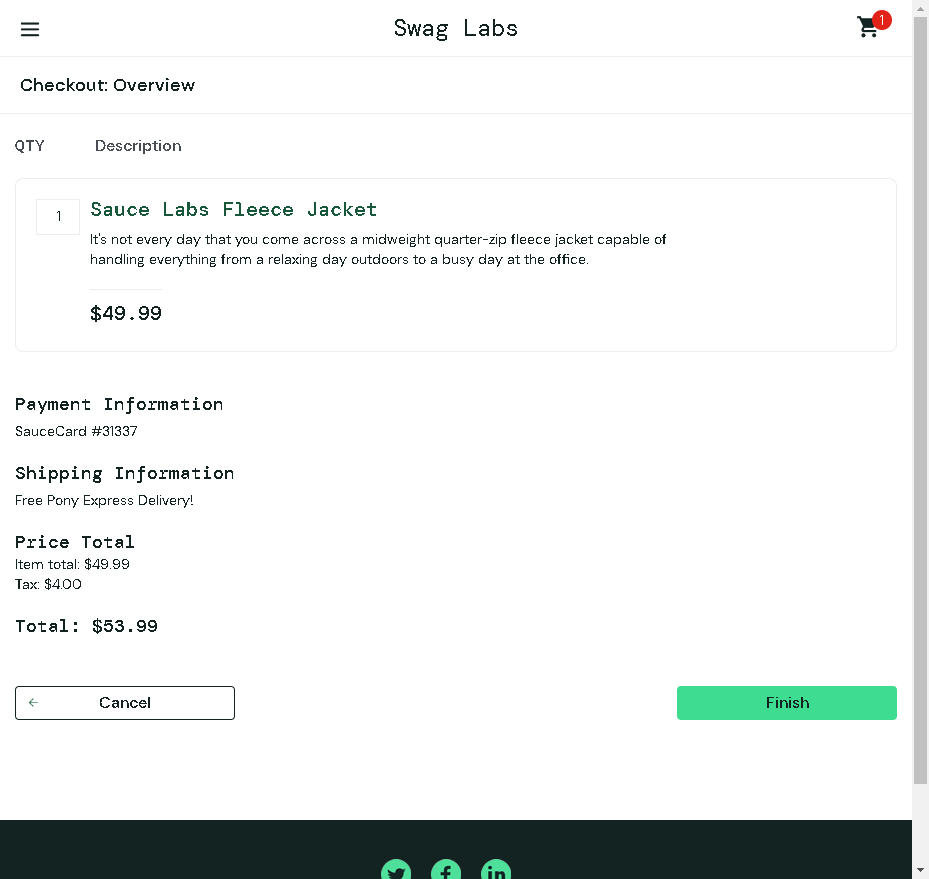 Swag Labs
1
Checkout: Overview
QTY Description
1
Sauce Labs Fleece Jacket
It's not every day that you come across a midweight quarter-zip fleece jacket capable of
handling everything from a relaxing day outdoors to a busy day at the office.
$49.99
Payment Information
SauceCard #31337
Shipping Information
Free Pony Express Delivery!
Price Total
Item total: $49.99
Tax: $4.00
Total: $53.99
Cancel
Finish